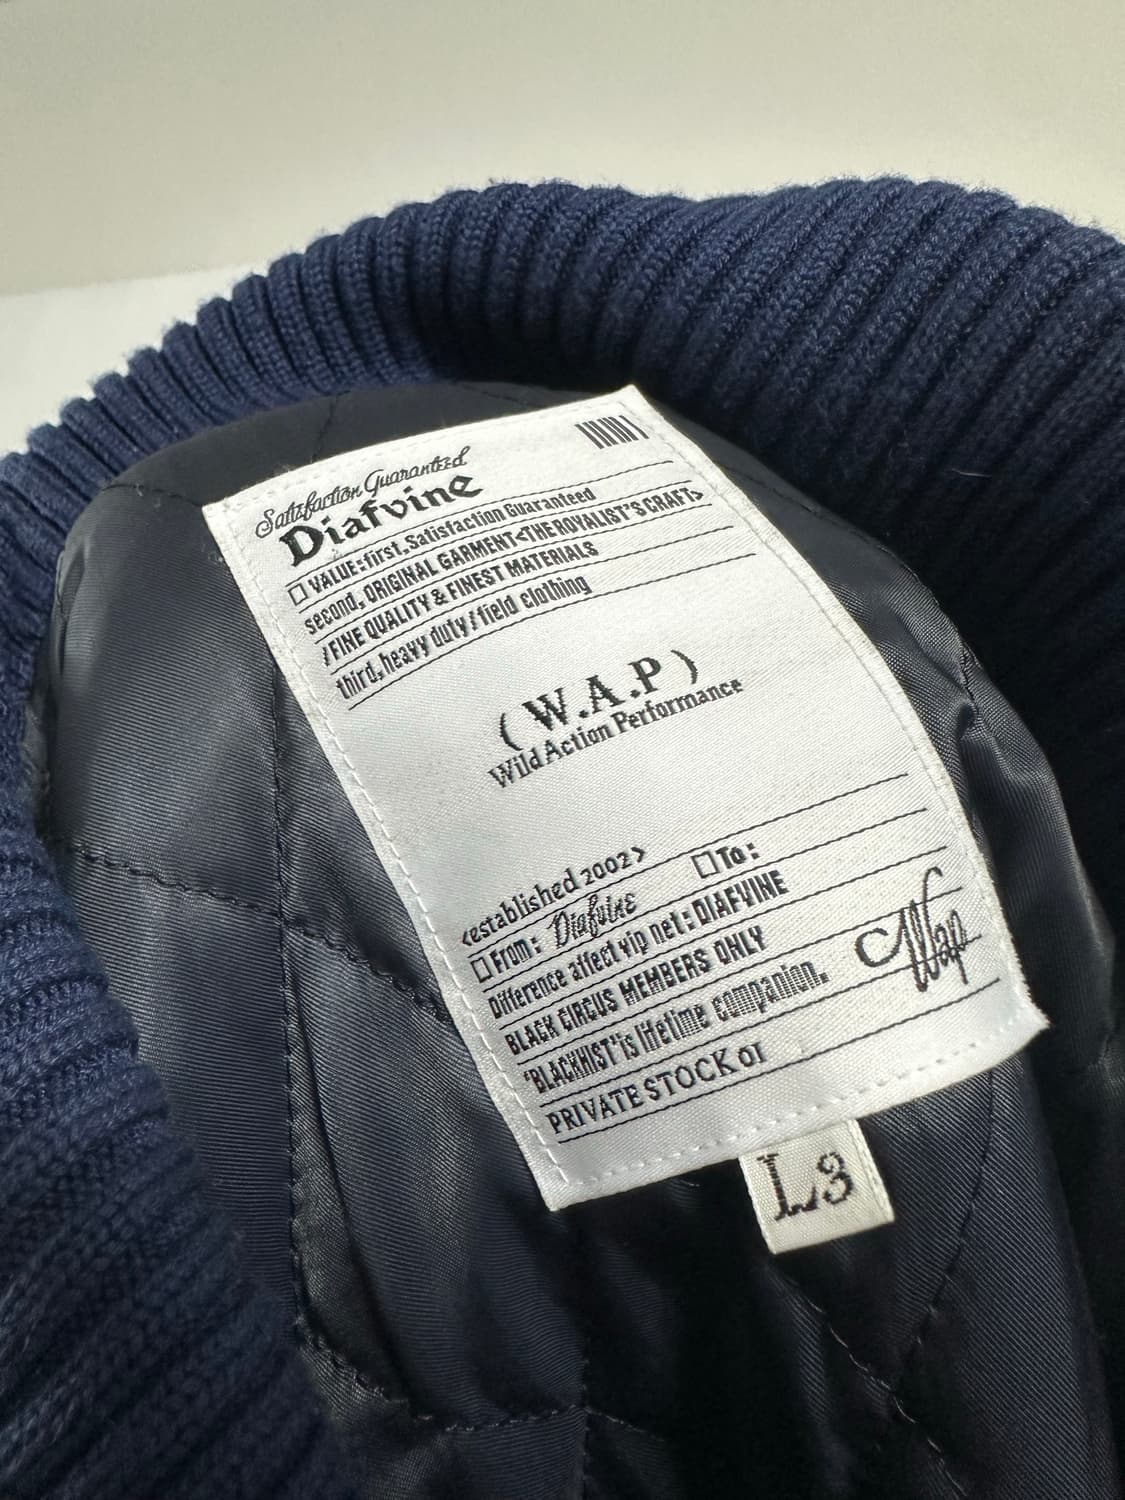 Satisfaction Guaranteed
Diafvine
VALUE:first, Satisfaction Guaranteed
second, ORIGINAL GARMENT<THE ROYALIST'S CRAFT>
/FINE QUALITY & FINEST MATERIALS
third, heavy duty / field clothing
( W.A.P )
Wild Action Performance
<established 2002>
From: Diafvine To:
Difference affect vip net: DIAFVINE
BLACK CIRCUS MEMBERS ONLY
"BLACKHIST" is lifetime companion.
Wap
PRIVATE STOCK 01
L3